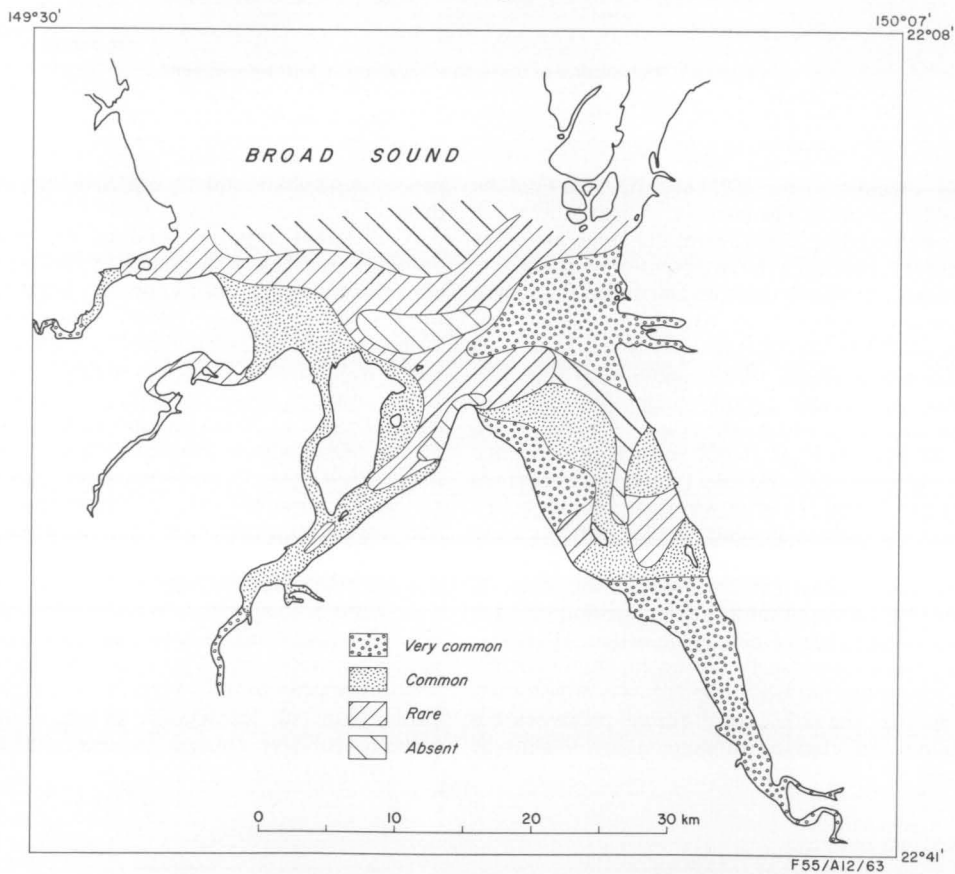 149°30'
150°07'
22°08'
BROAD SOUND
Very common
Common
Rare
Absent
0 10 20 30 km
22°41'
F55/A12/63